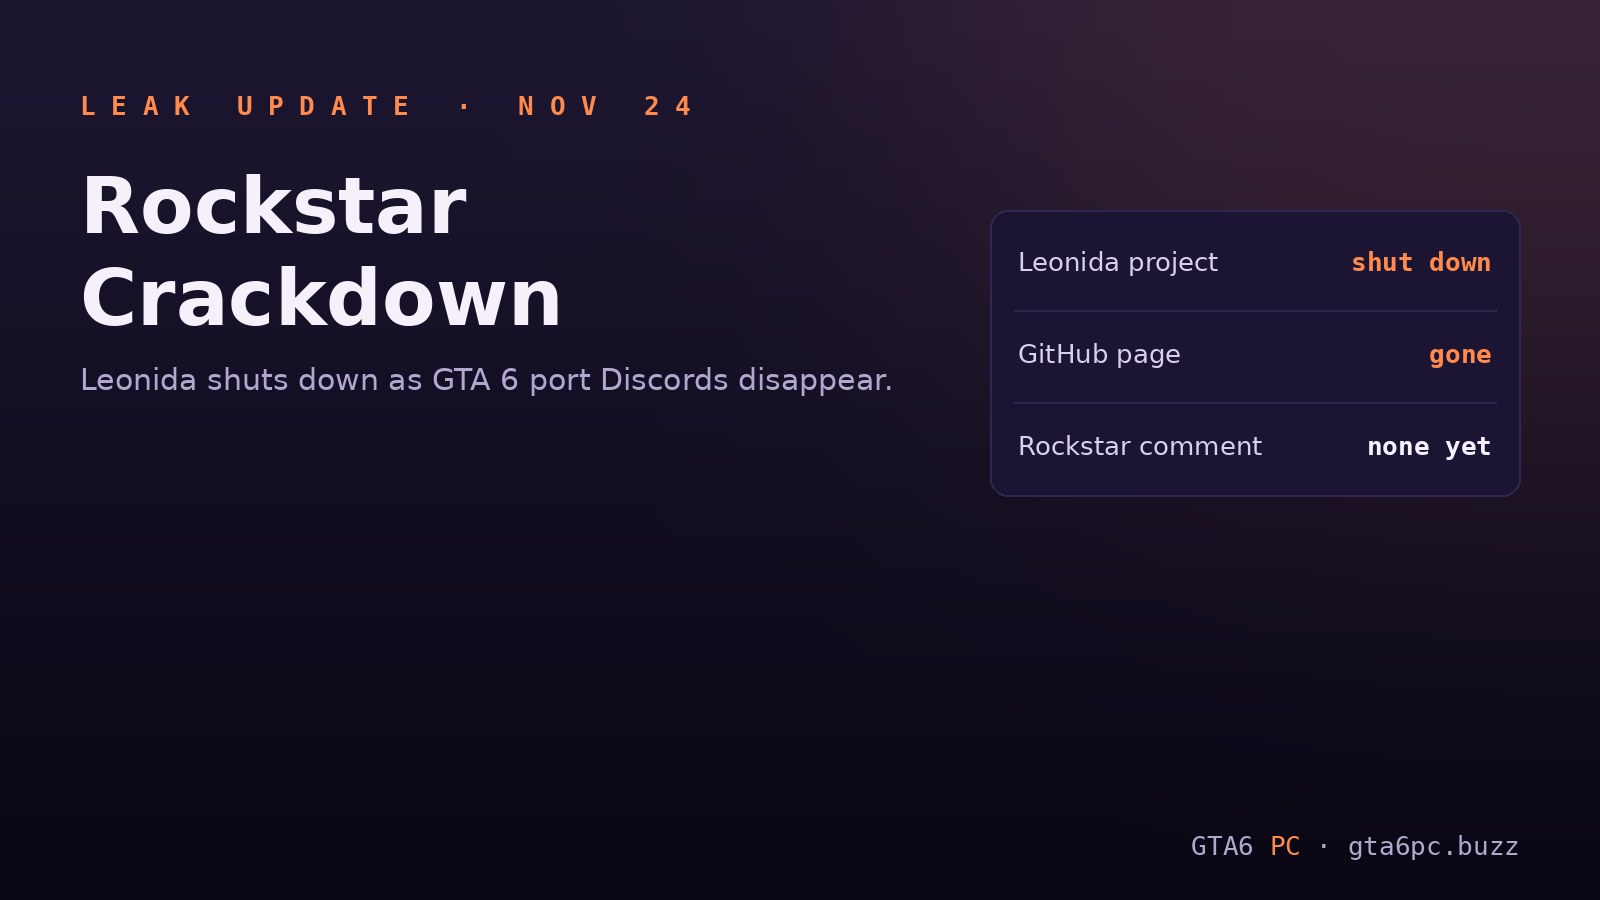 LEAK UPDATE · NOV 24
Rockstar
Crackdown
Leonida shuts down as GTA 6 port Discords disappear.
Leonida project shut down
GitHub page gone
Rockstar comment none yet
GTA6 PC · gta6pc.buzz